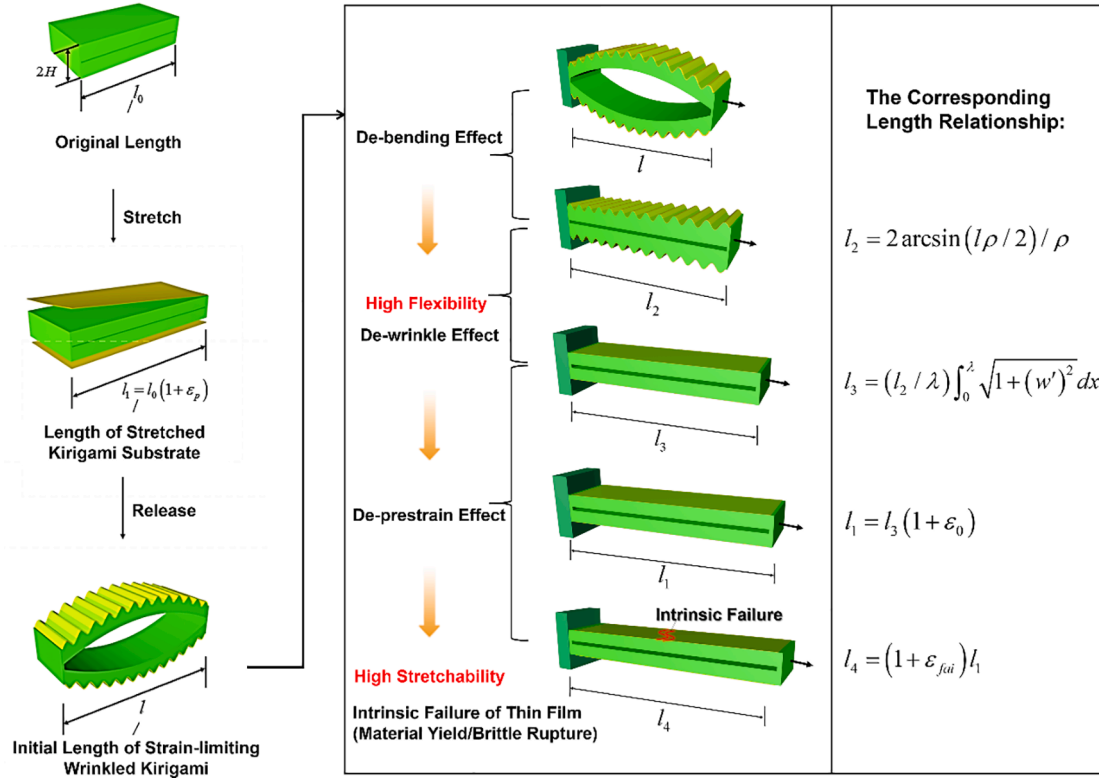 2H
l₀
Original Length
Stretch
l₁ = l₀(1 + εₚ)
Length of Stretched
Kirigami Substrate
Release
l
Initial Length of Strain-limiting
Wrinkled Kirigami
De-bending Effect
l
High Flexibility
l₂
De-wrinkle Effect
l₃
De-prestrain Effect
l₁
Intrinsic Failure
High Stretchability
l₄
Intrinsic Failure of Thin Film
(Material Yield/Brittle Rupture)
The Corresponding
Length Relationship:
l₂ = 2 arcsin(lρ / 2) / ρ
l₃ = (l₂ / λ) ∫₀^λ √(1 + (w′)²) dx
l₁ = l₃(1 + ε₀)
l₄ = (1 + ε_fai) l₁